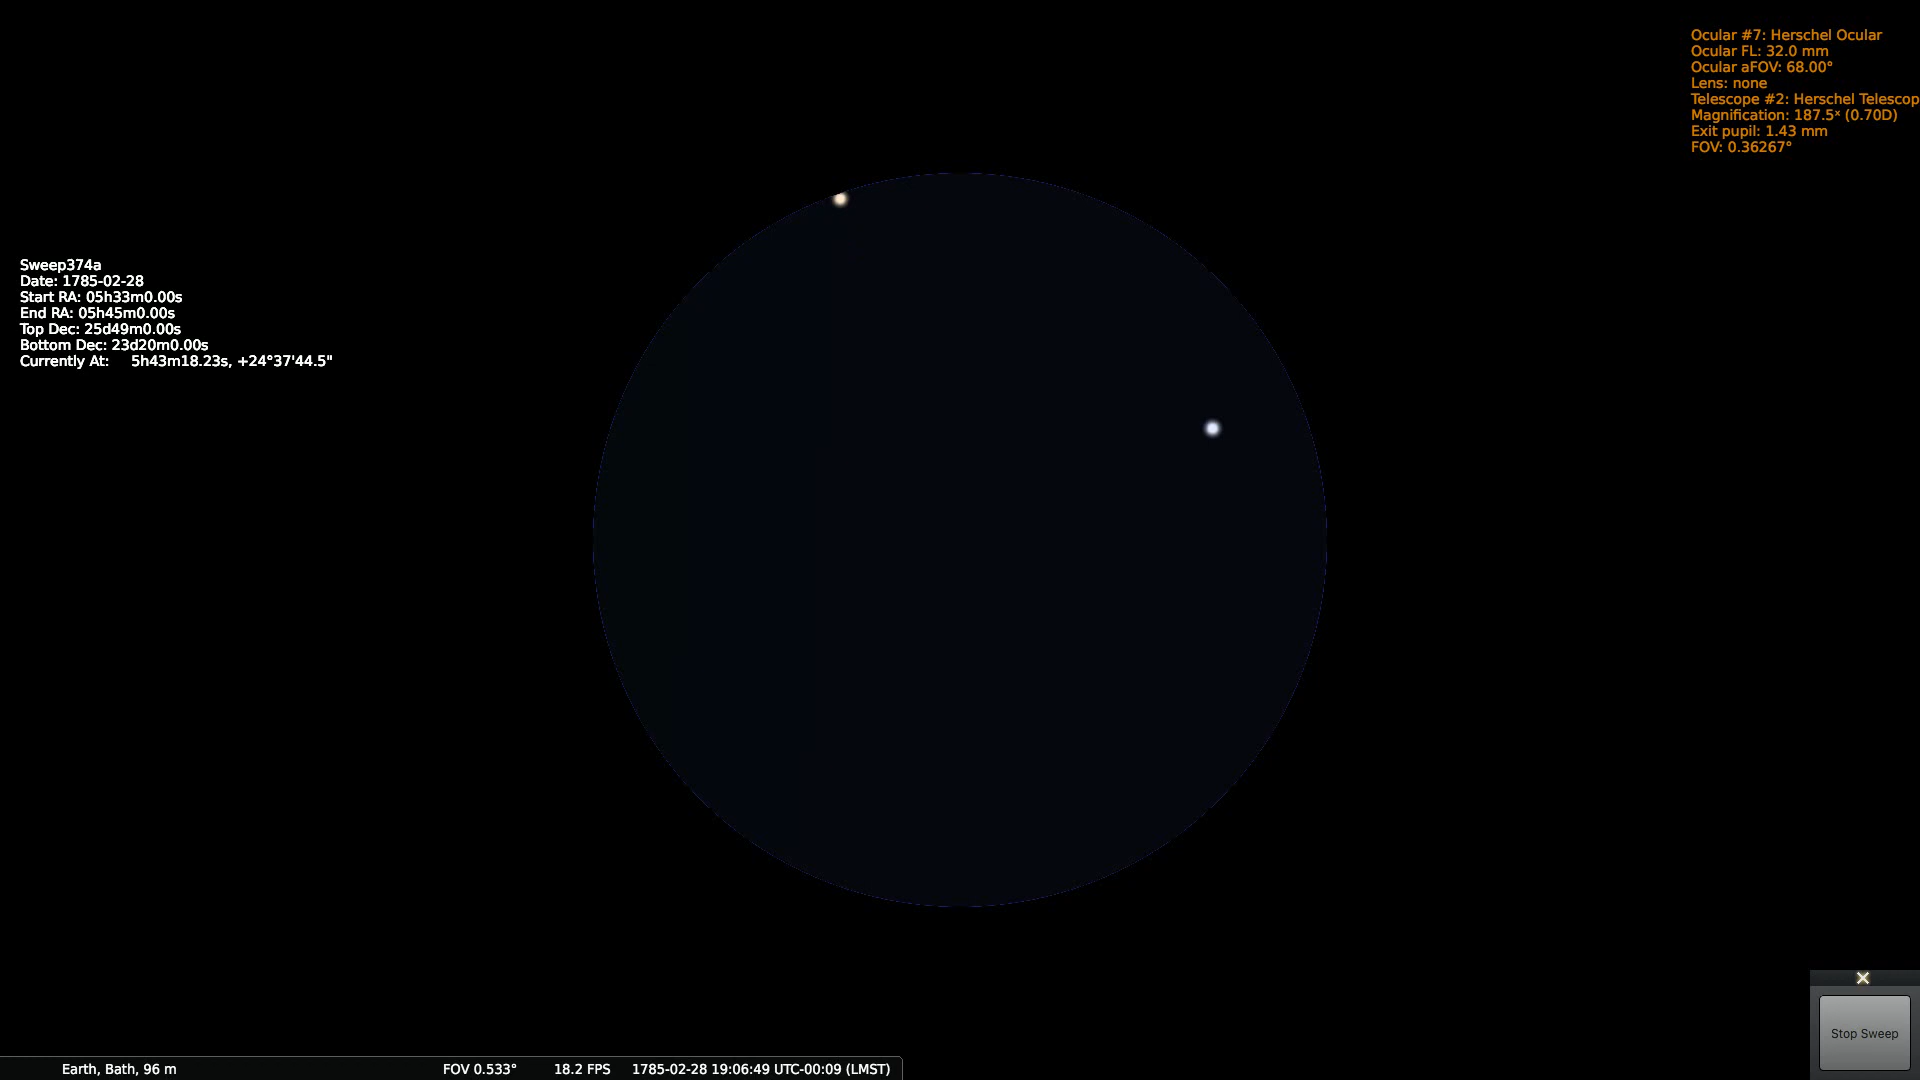 Ocular #7: Herschel Ocular
Ocular FL: 32.0 mm
Ocular aFOV: 68.00°
Lens: none
Telescope #2: Herschel Telescop
Magnification: 187.5ˣ (0.70D)
Exit pupil: 1.43 mm
FOV: 0.36267°
Sweep374a
Date: 1785-02-28
Start RA: 05h33m0.00s
End RA: 05h45m0.00s
Top Dec: 25d49m0.00s
Bottom Dec: 23d20m0.00s
Currently At: 5h43m18.23s, +24°37'44.5"
Stop Sweep
Earth, Bath, 96 m FOV 0.533° 18.2 FPS 1785-02-28 19:06:49 UTC-00:09 (LMST)